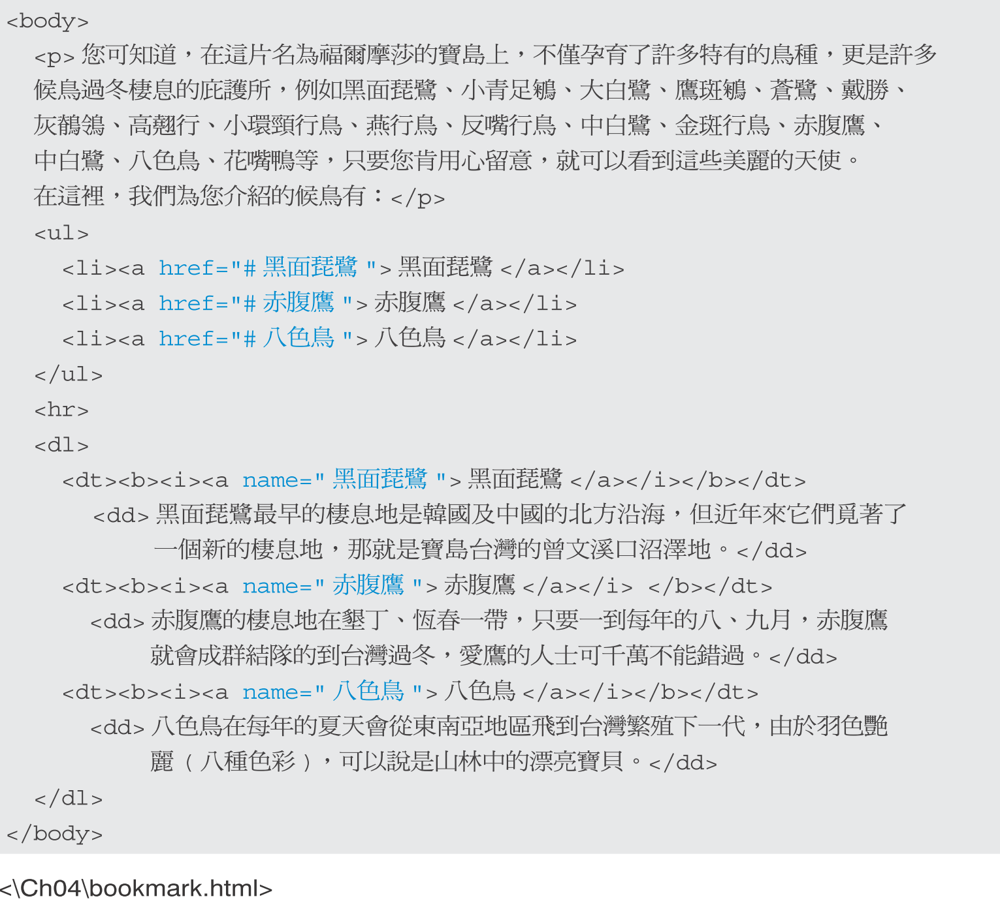 <body>
<p>您可知道，在這片名為福爾摩莎的寶島上，不僅孕育了許多特有的鳥種，更是許多
候鳥過冬棲息的庇護所，例如黑面琵鷺、小青足鷸、大白鷺、鷹斑鷸、蒼鷺、戴勝、
灰鶺鴒、高翹行、小環頸行鳥、燕行鳥、反嘴行鳥、中白鷺、金斑行鳥、赤腹鷹、
中白鷺、八色鳥、花嘴鴨等，只要您肯用心留意，就可以看到這些美麗的天使。
在這裡，我們為您介紹的候鳥有：</p>
<ul>
<li><a href="#黑面琵鷺">黑面琵鷺</a></li>
<li><a href="#赤腹鷹">赤腹鷹</a></li>
<li><a href="#八色鳥">八色鳥</a></li>
</ul>
<hr>
<dl>
<dt><b><i><a name="黑面琵鷺">黑面琵鷺</a></i></b></dt>
<dd>黑面琵鷺最早的棲息地是韓國及中國的北方沿海，但近年來它們覓著了
一個新的棲息地，那就是寶島台灣的曾文溪口沼澤地。</dd>
<dt><b><i><a name="赤腹鷹">赤腹鷹</a></i> </b></dt>
<dd>赤腹鷹的棲息地在墾丁、恆春一帶，只要一到每年的八、九月，赤腹鷹
就會成群結隊的到台灣過冬，愛鷹的人士可千萬不能錯過。</dd>
<dt><b><i><a name="八色鳥">八色鳥</a></i></b></dt>
<dd>八色鳥在每年的夏天會從東南亞地區飛到台灣繁殖下一代，由於羽色艷
麗 (八種色彩)，可以說是山林中的漂亮寶貝。</dd>
</dl>
</body>
<\Ch04\bookmark.html>